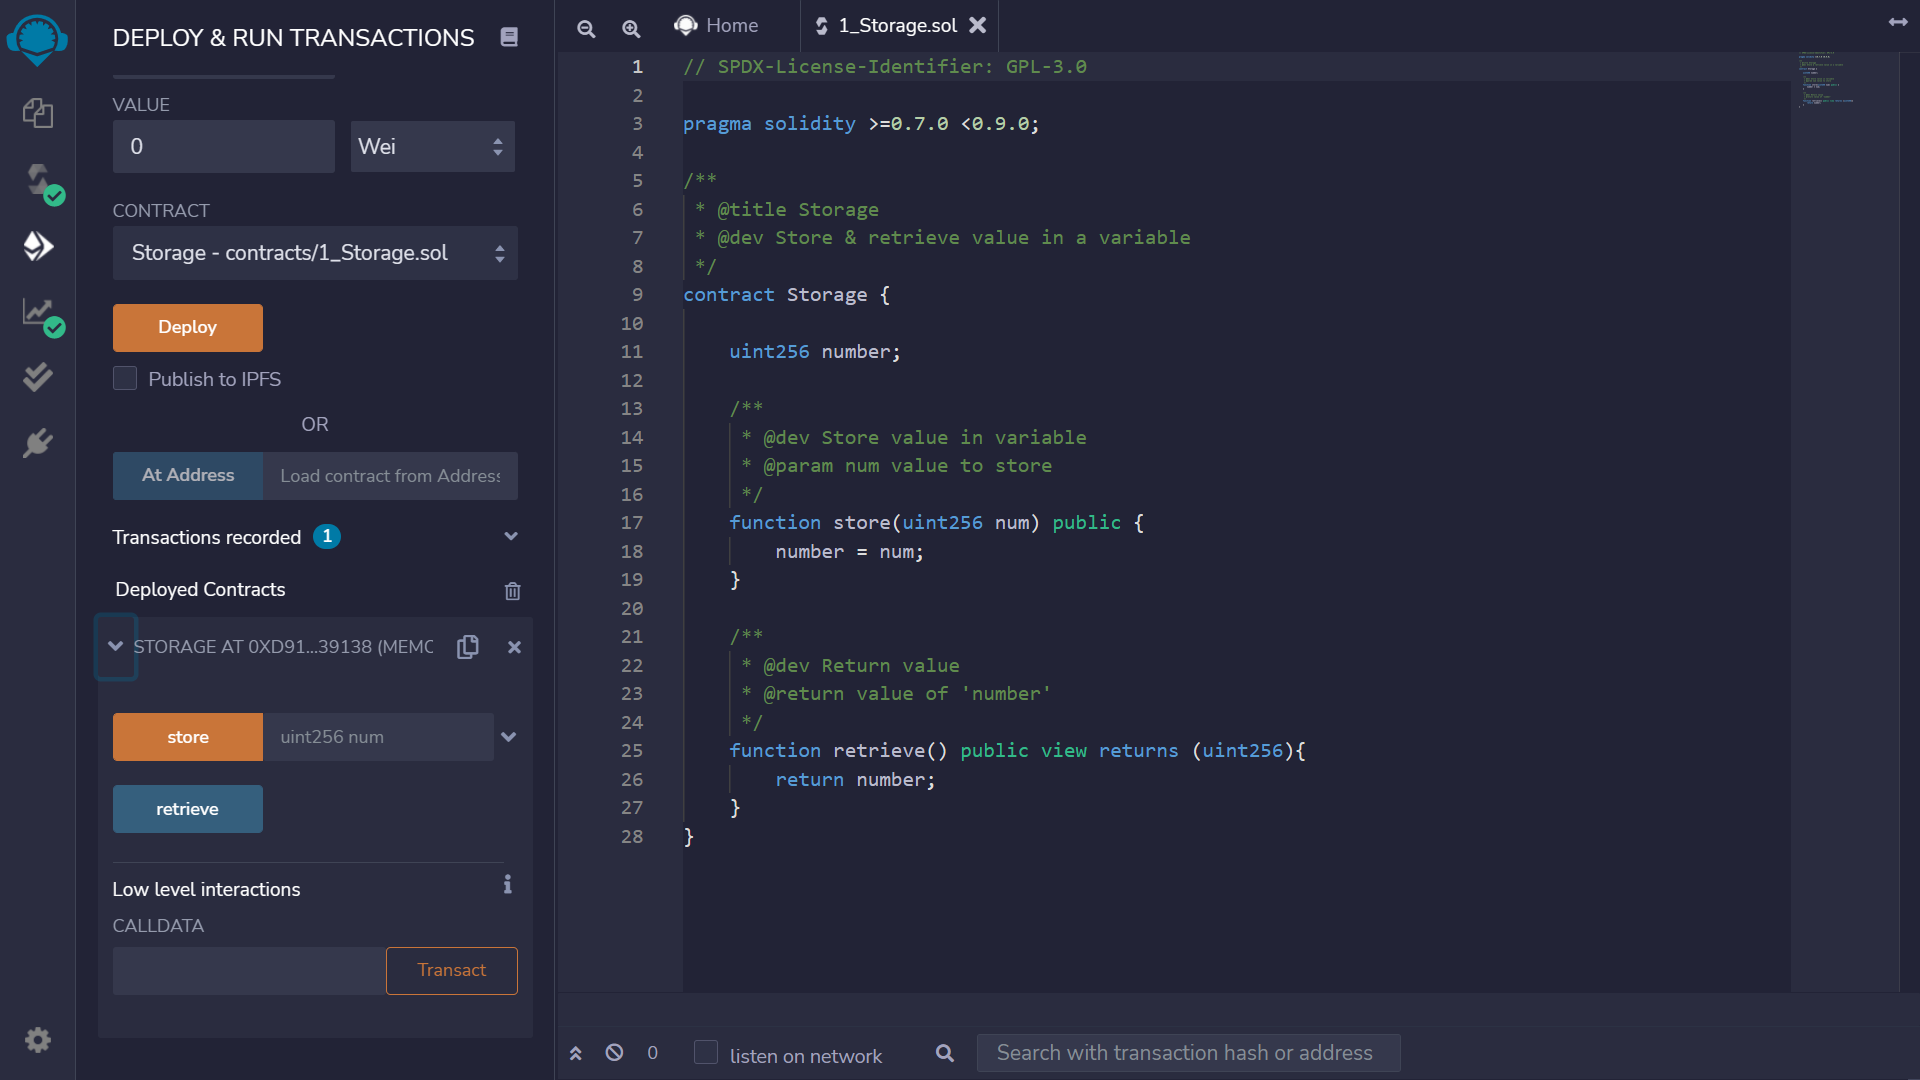 DEPLOY & RUN TRANSACTIONS
VALUE
0
Wei
CONTRACT
Storage - contracts/1_Storage.sol
Deploy
Publish to IPFS
OR
At Address
Load contract from Address
Transactions recorded 1
Deployed Contracts
STORAGE AT 0XD91...39138 (MEMO
store
uint256 num
retrieve
Low level interactions
i
CALLDATA
Transact
Home
1_Storage.sol
1 // SPDX-License-Identifier: GPL-3.0
2
3 pragma solidity >=0.7.0 <0.9.0;
4
5 /**
6  * @title Storage
7  * @dev Store & retrieve value in a variable
8  */
9 contract Storage {
10
11     uint256 number;
12
13     /**
14      * @dev Store value in variable
15      * @param num value to store
16      */
17     function store(uint256 num) public {
18         number = num;
19     }
20
21     /**
22      * @dev Return value
23      * @return value of 'number'
24      */
25     function retrieve() public view returns (uint256){
26         return number;
27     }
28 }
0
listen on network
Search with transaction hash or address